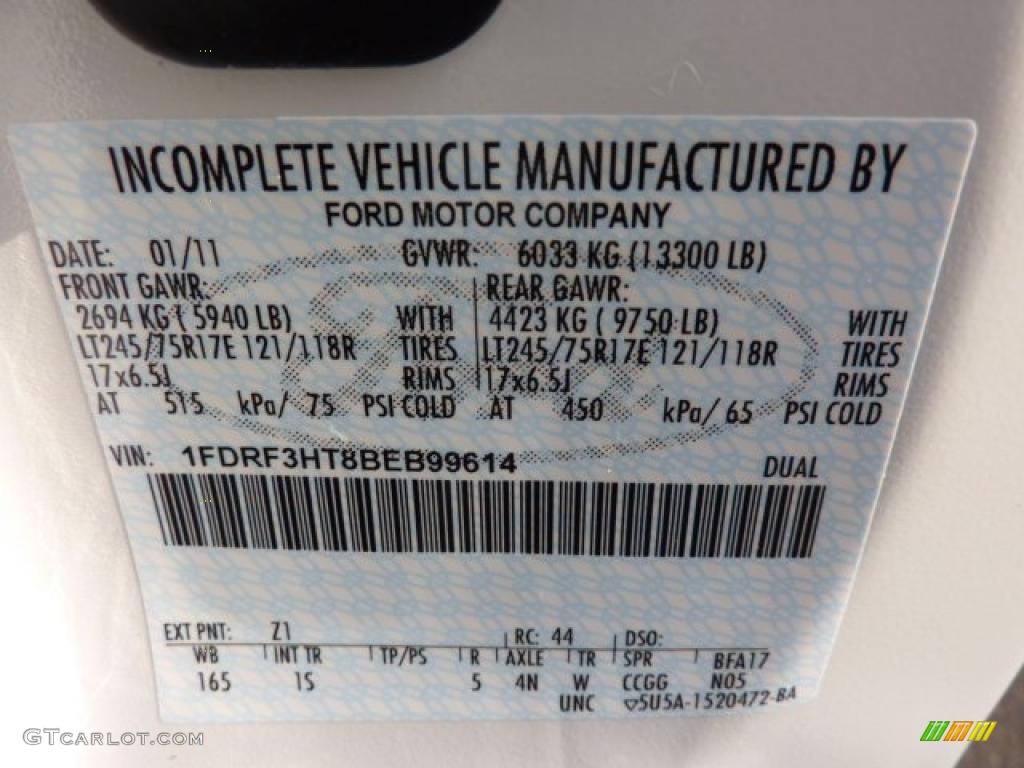 INCOMPLETE VEHICLE MANUFACTURED BY
FORD MOTOR COMPANY
DATE: 01/11 GVWR: 6033 KG (13300 LB)
FRONT GAWR: REAR GAWR:
2694 KG ( 5940 LB) WITH 4423 KG ( 9750 LB) WITH
LT245/75R17E 121/118R TIRES LT245/75R17E 121/118R TIRES
17x6.5J RIMS 17x6.5J RIMS
AT 515 kPa/ 75 PSI COLD AT 450 kPa/ 65 PSI COLD
VIN: 1FDRF3HT8BEB99614 DUAL
EXT PNT: Z1 RC: 44 DSO:
WB INT TR TP/PS R AXLE TR SPR BFA17
165 1S 5 4N W CCGG N05
UNC ▽5U5A-1520472-BA
GTCarLot.com